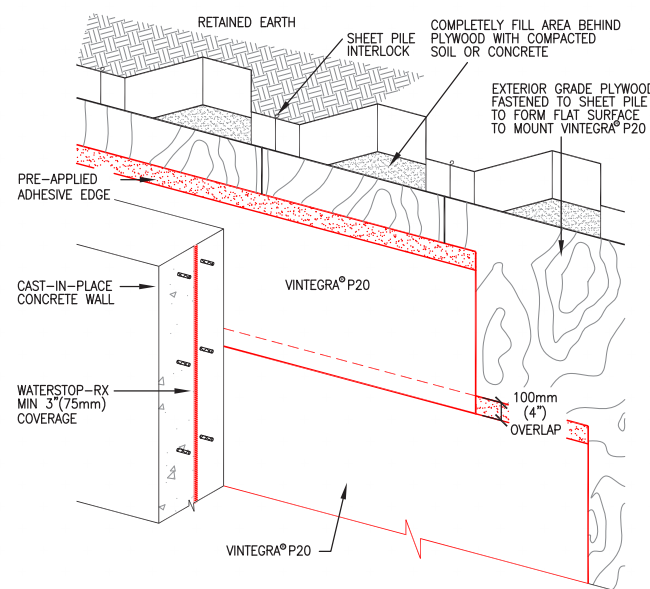 RETAINED EARTH
SHEET PILE
INTERLOCK
COMPLETELY FILL AREA BEHIND
PLYWOOD WITH COMPACTED
SOIL OR CONCRETE
EXTERIOR GRADE PLYWOOD
FASTENED TO SHEET PILE
TO FORM FLAT SURFACE
TO MOUNT VINTEGRA® P20
PRE-APPLIED
ADHESIVE EDGE
CAST-IN-PLACE
CONCRETE WALL
VINTEGRA® P20
WATERSTOP-RX
MIN 3"(75mm)
COVERAGE
100mm
(4")
OVERLAP
VINTEGRA® P20